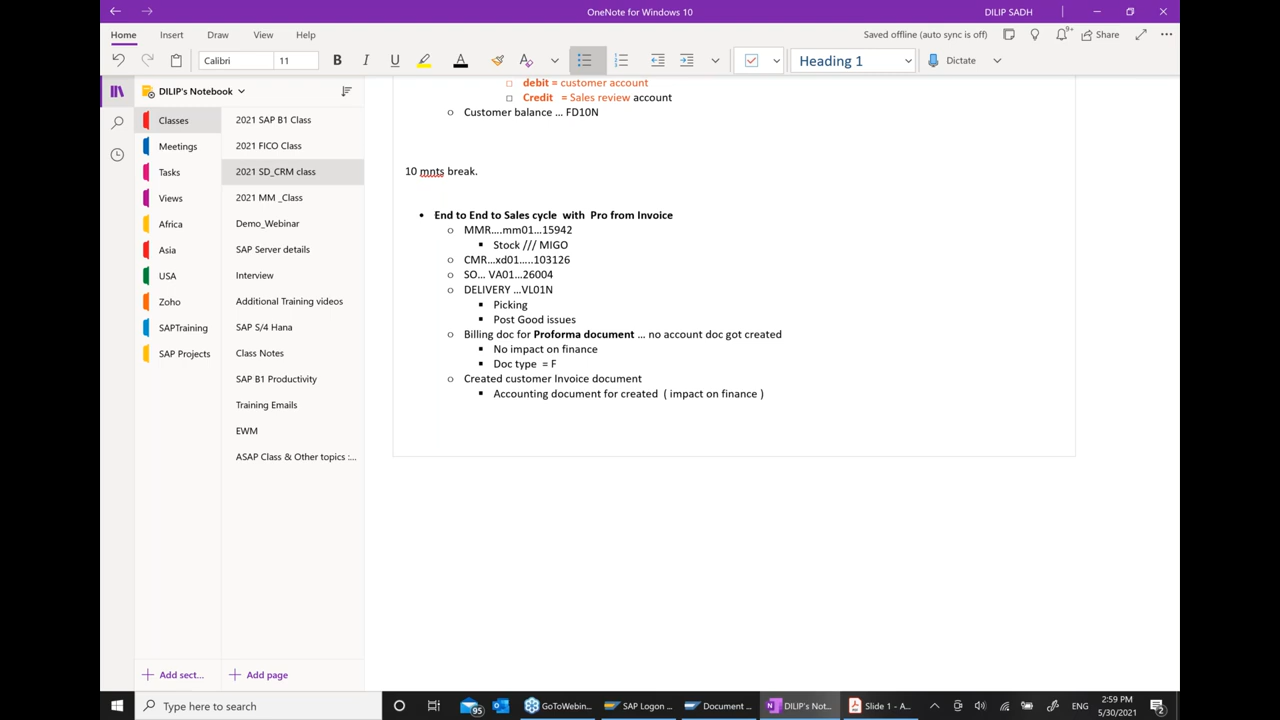 OneNote for Windows 10
DILIP SADH
Home
Insert
Draw
View
Help
Saved offline (auto sync is off)
9+
Share
Calibri
11
B
I
U
A
Heading 1
Dictate
DILIP's Notebook
Classes
Meetings
Tasks
Views
Africa
Asia
USA
Zoho
SAPTraining
SAP Projects
2021 SAP B1 Class
2021 FICO Class
2021 SD_CRM class
2021 MM _Class
Demo_Webinar
SAP Server details
Interview
Additional Training videos
SAP S/4 Hana
Class Notes
SAP B1 Productivity
Training Emails
EWM
ASAP Class & Other topics :...
debit = customer account
Credit = Sales review account
Customer balance ... FD10N
10 mnts break.
End to End to Sales cycle with Pro from Invoice
MMR....mm01...15942
Stock /// MIGO
CMR...xd01.....103126
SO... VA01...26004
DELIVERY ...VL01N
Picking
Post Good issues
Billing doc for Proforma document ... no account doc got created
No impact on finance
Doc type = F
Created customer Invoice document
Accounting document for created ( impact on finance )
Add sect...
Add page
Type here to search
95
GoToWebin...
SAP Logon ...
Document ...
DILIP's Not...
Slide 1 - A...
ENG
2:59 PM
5/30/2021
2